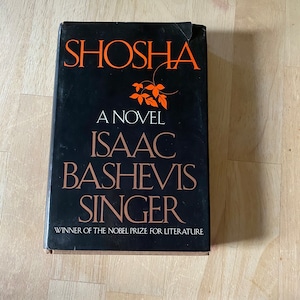 SHOSHA
A NOVEL
ISAAC
BASHEVIS
SINGER
WINNER OF THE NOBEL PRIZE FOR LITERATURE